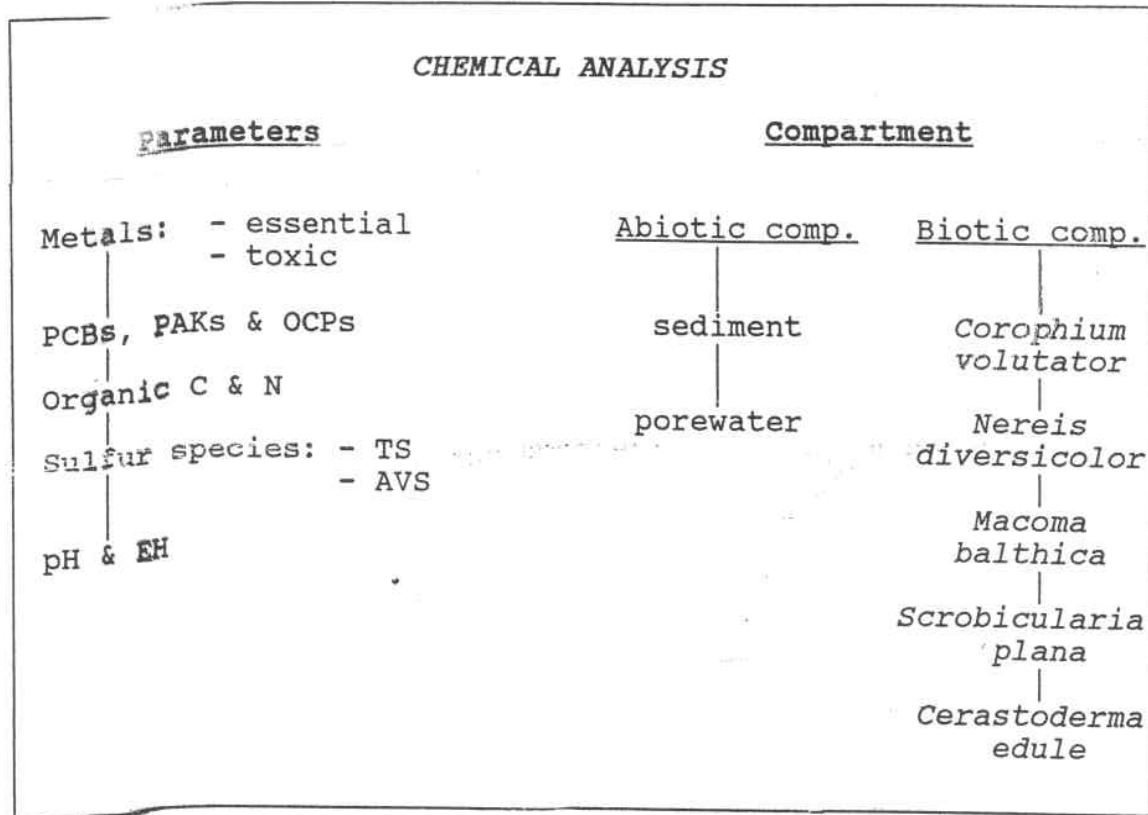 CHEMICAL ANALYSIS
Parameters
Metals: - essential
- toxic
PCBs, PAKs & OCPs
Organic C & N
Sulfur species: - TS
- AVS
pH & EH
Compartment
Abiotic comp.
sediment
porewater
Biotic comp.
Corophium
volutator
Nereis
diversicolor
Macoma
balthica
Scrobicularia
plana
Cerastoderma
edule